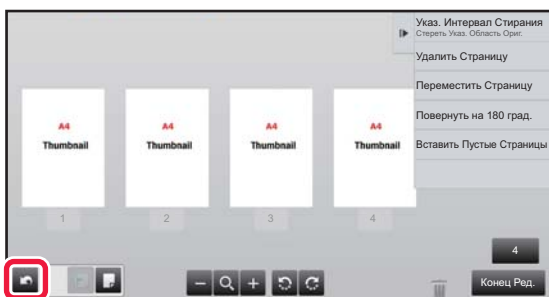 Указ. Интервал Стирания
Стереть Указ. Область Ориг.
Удалить Страницу
Переместить Страницу
Повернуть на 180 град.
Вставить Пустые Страницы
A4
Thumbnail
A4
Thumbnail
A4
Thumbnail
A4
Thumbnail
1
2
3
4
4
Конец Ред.